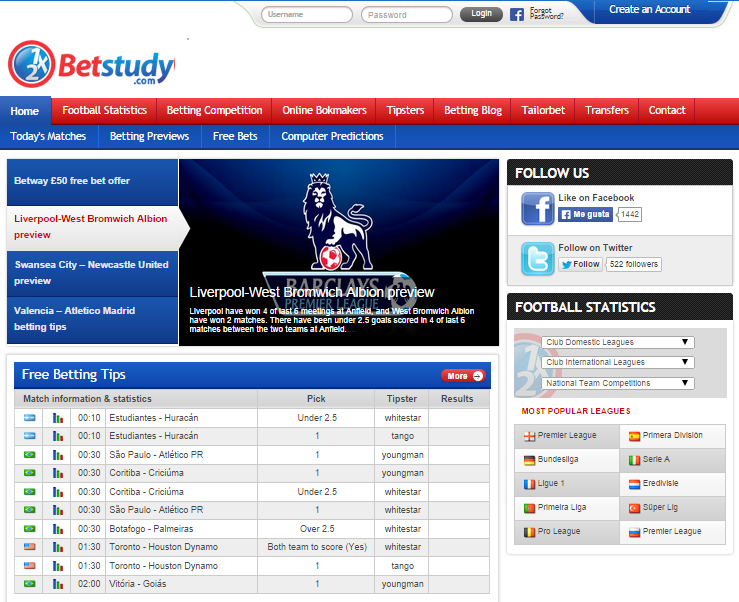 Username
Password
Login
Forgot
Password?
Create an Account
1X2
Betstudy
.com
Home
Football Statistics
Betting Competition
Online Bokmakers
Tipsters
Betting Blog
Tailorbet
Transfers
Contact
Today's Matches
Betting Previews
Free Bets
Computer Predictions
Betway £50 free bet offer
Liverpool-West Bromwich Albion
preview
Swansea City – Newcastle United
preview
Valencia – Atletico Madrid
betting tips
BARCLAYS
PREMIER LEAGUE
Liverpool-West Bromwich Albion preview
Liverpool have won 4 of last 6 meetings at Anfield, and West Bromwich Albion
have won 2 matches. There have been under 2.5 goals scored in 4 of last 6
matches between the two teams at Anfield.
FOLLOW US
Like on Facebook
Me gusta 1442
Follow on Twitter
Follow 522 followers
FOOTBALL STATISTICS
Club Domestic Leagues
Club International Leagues
National Team Competitions
MOST POPULAR LEAGUES
Premier League Primera División
Bundesliga Serie A
Ligue 1 Eredivisie
Primeira Liga Süper Lig
Pro League Premier League
Free Betting Tips More
Match information & statistics Pick Tipster Results
00:10 Estudiantes - Huracán Under 2.5 whitestar
00:10 Estudiantes - Huracán 1 tango
00:30 São Paulo - Atlético PR 1 youngman
00:30 Coritiba - Criciúma 1 youngman
00:30 Coritiba - Criciúma Under 2.5 whitestar
00:30 São Paulo - Atlético PR 1 whitestar
00:30 Botafogo - Palmeiras Over 2.5 whitestar
01:30 Toronto - Houston Dynamo Both team to score (Yes) whitestar
01:30 Toronto - Houston Dynamo 1 tango
02:00 Vitória - Goiás 1 youngman